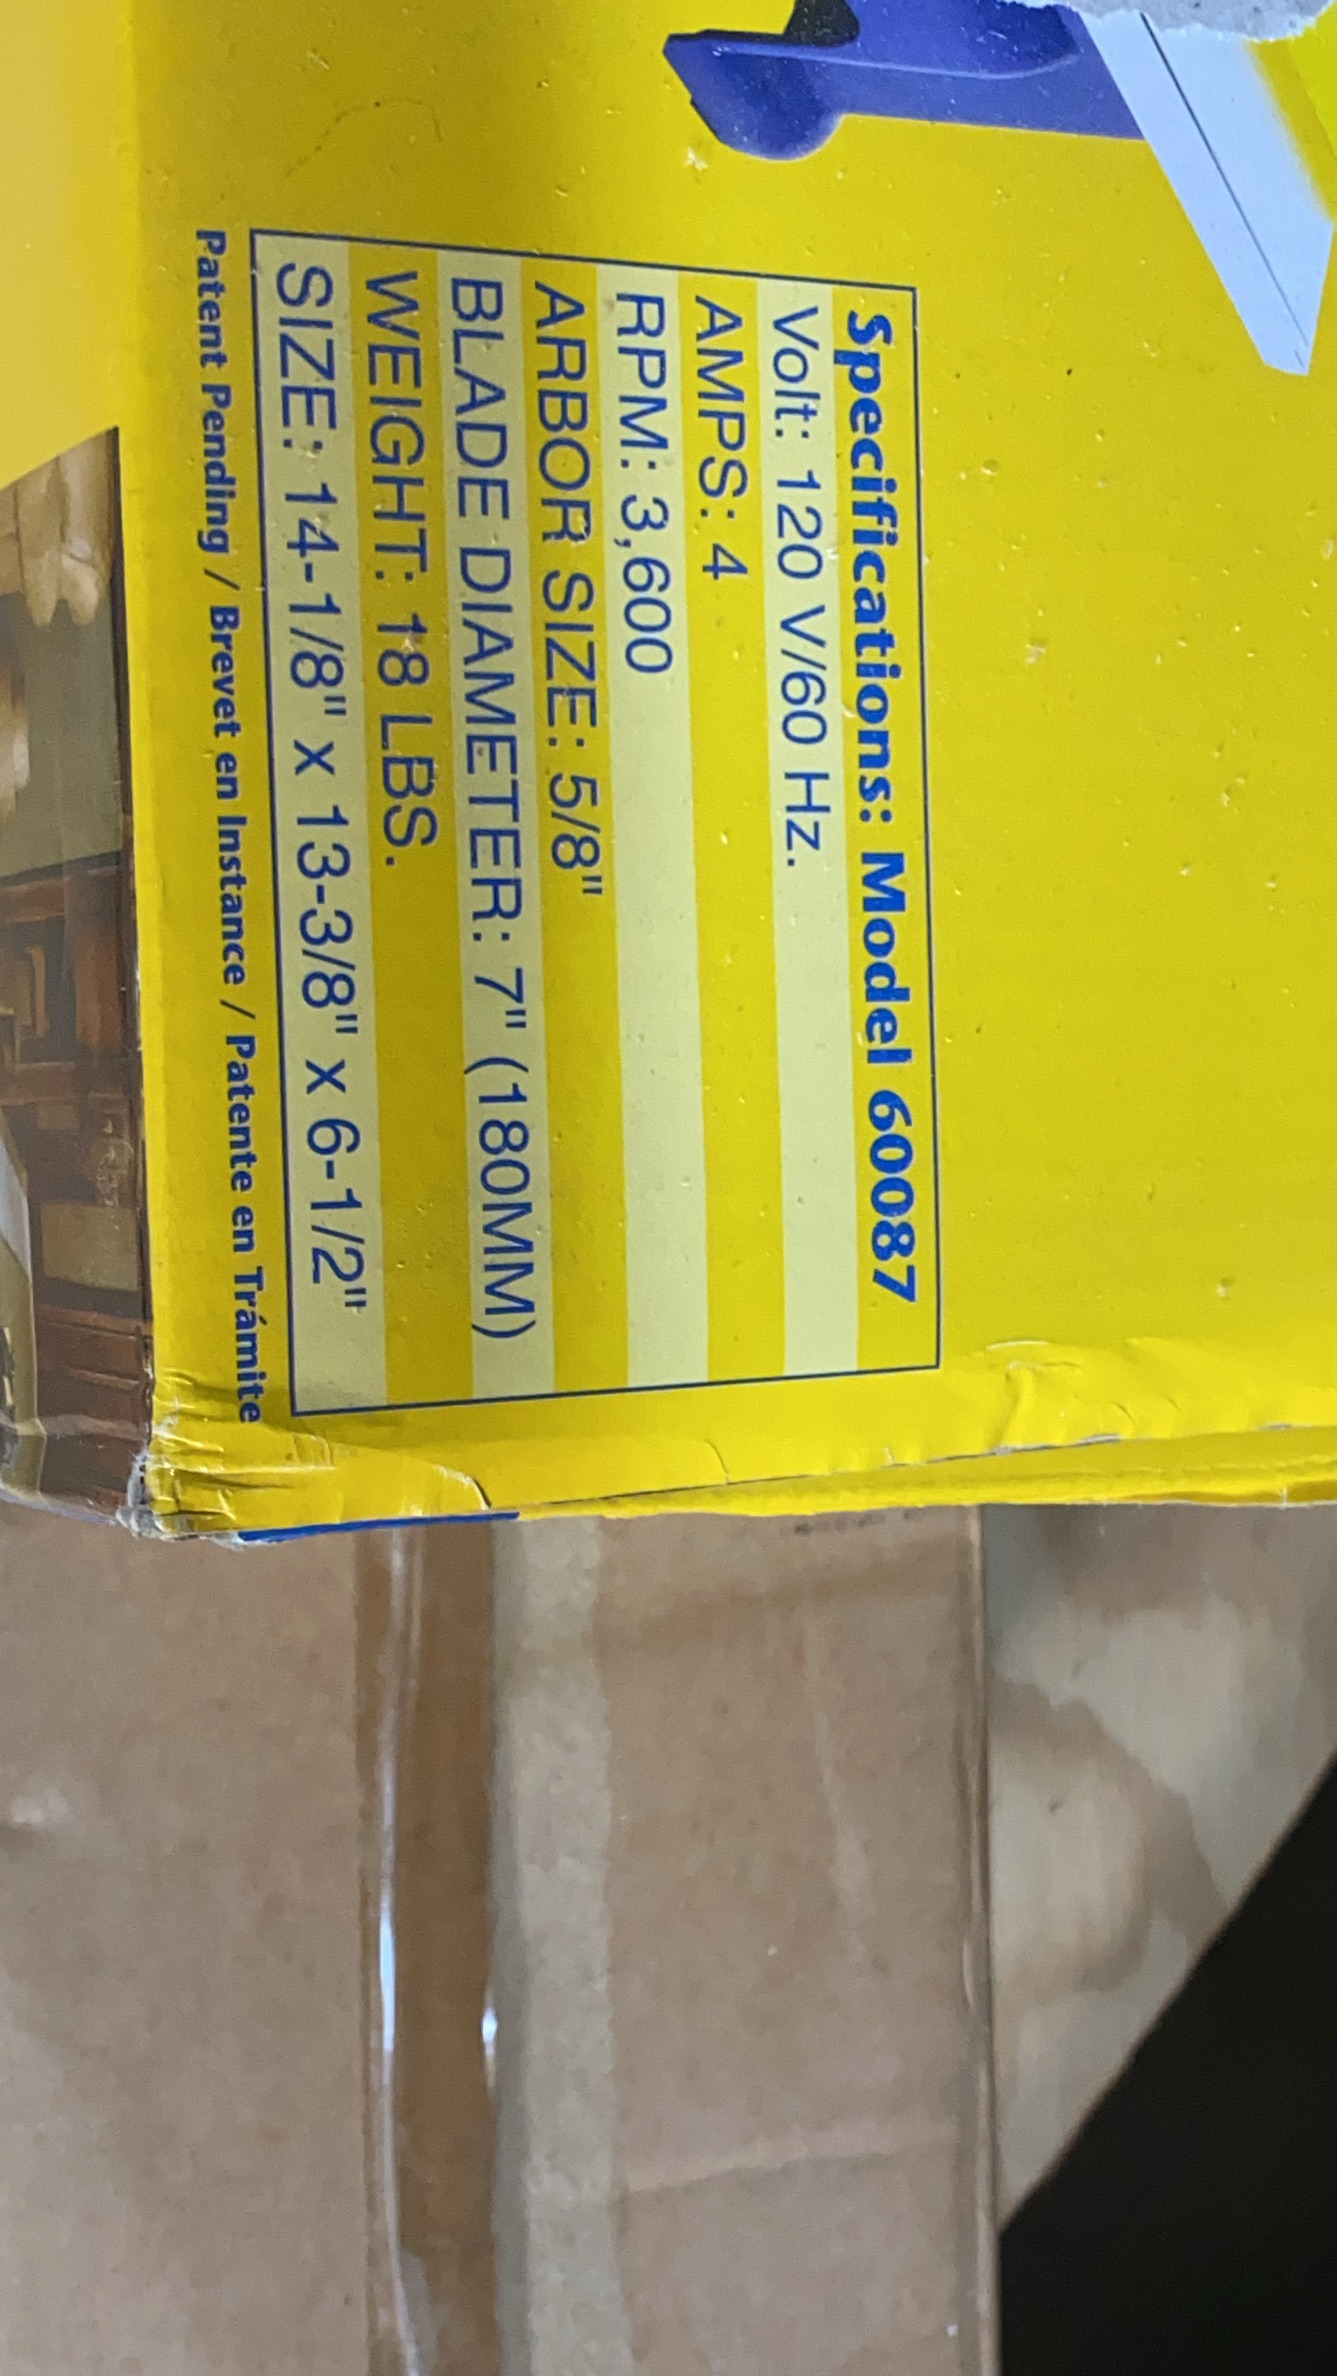 Specifications: Model 60087
Volt: 120 V/60 Hz.
AMPS: 4
RPM: 3,600
ARBOR SIZE: 5/8"
BLADE DIAMETER: 7" (180MM)
WEIGHT: 18 LBS.
SIZE: 14-1/8" x 13-3/8" x 6-1/2"
Patent Pending / Brevet en Instance / Patente en Trámite